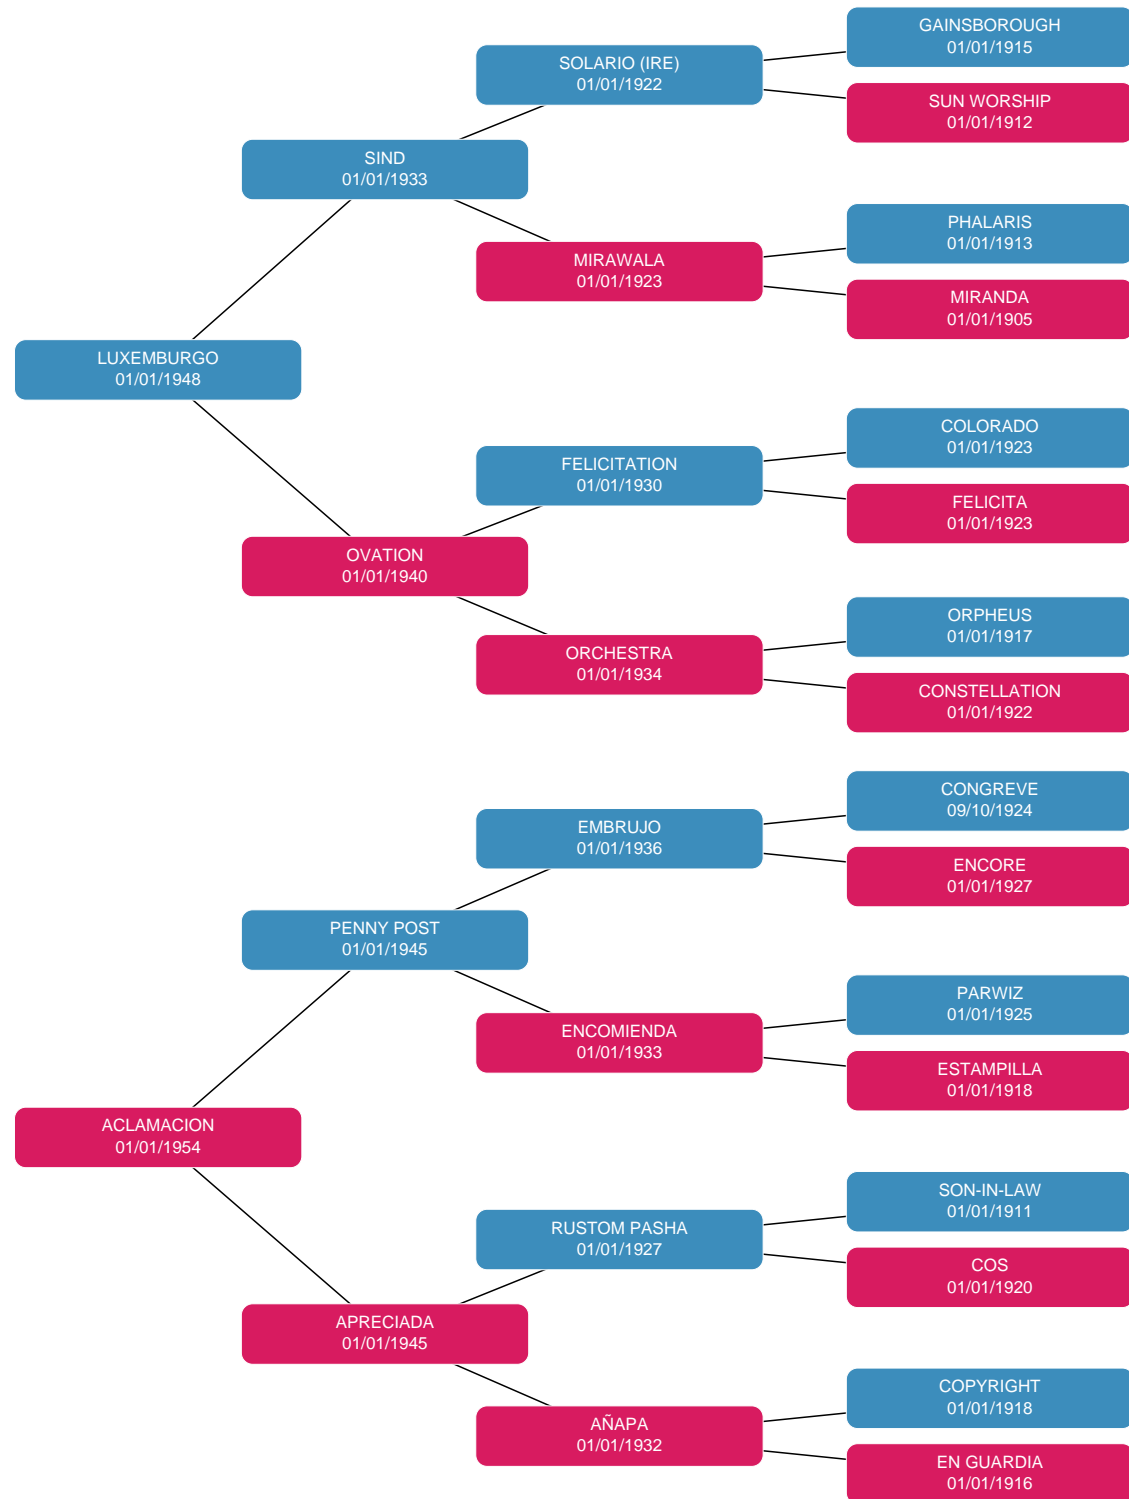 GAINSBOROUGH
01/01/1915
SOLARIO (IRE)
01/01/1922
SUN WORSHIP
01/01/1912
SIND
01/01/1933
PHALARIS
01/01/1913
MIRAWALA
01/01/1923
MIRANDA
01/01/1905
LUXEMBURGO
01/01/1948
COLORADO
01/01/1923
FELICITATION
01/01/1930
FELICITA
01/01/1923
OVATION
01/01/1940
ORPHEUS
01/01/1917
ORCHESTRA
01/01/1934
CONSTELLATION
01/01/1922
CONGREVE
09/10/1924
EMBRUJO
01/01/1936
ENCORE
01/01/1927
PENNY POST
01/01/1945
PARWIZ
01/01/1925
ENCOMIENDA
01/01/1933
ESTAMPILLA
01/01/1918
ACLAMACION
01/01/1954
SON-IN-LAW
01/01/1911
RUSTOM PASHA
01/01/1927
COS
01/01/1920
APRECIADA
01/01/1945
COPYRIGHT
01/01/1918
AÑAPA
01/01/1932
EN GUARDIA
01/01/1916